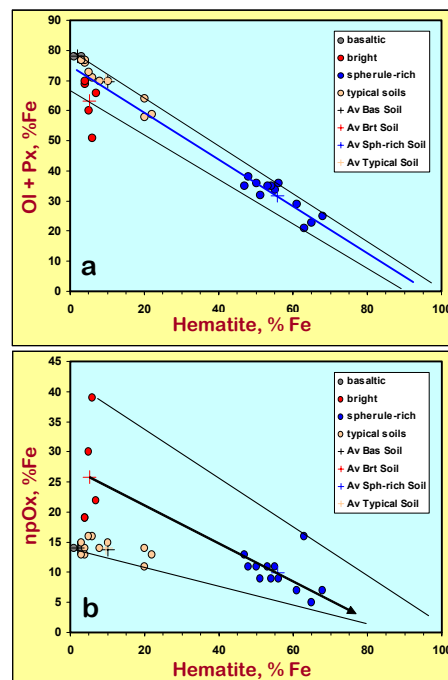 90
80
70
60
50
40
30
20
10
0
Ol + Px, %Fe
basaltic
bright
spherule-rich
typical soils
Av Bas Soil
Av Brt Soil
Av Sph-rich Soil
Av Typical Soil
a
0 20 40 60 80 100
Hematite, % Fe
45
40
35
30
25
20
15
10
5
0
npOx, %Fe
basaltic
bright
spherule-rich
typical soils
Av Bas Soil
Av Brt Soil
Av Sph-rich Soil
Av Typical Soil
b
0 20 40 60 80 100
Hematite, % Fe